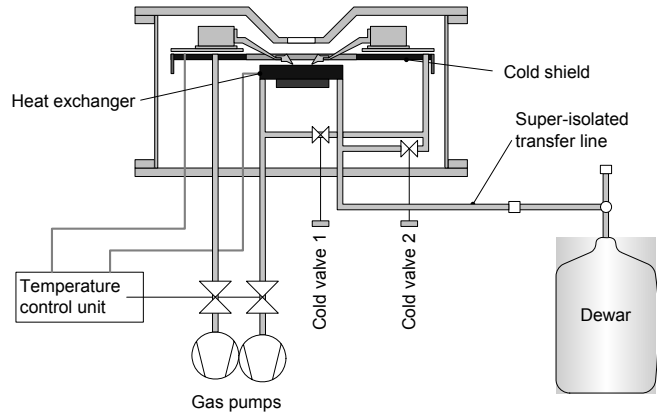 Cold shield
Heat exchanger
Super-isolated
transfer line
Cold valve 1
Cold valve 2
Temperature
control unit
Dewar
Gas pumps